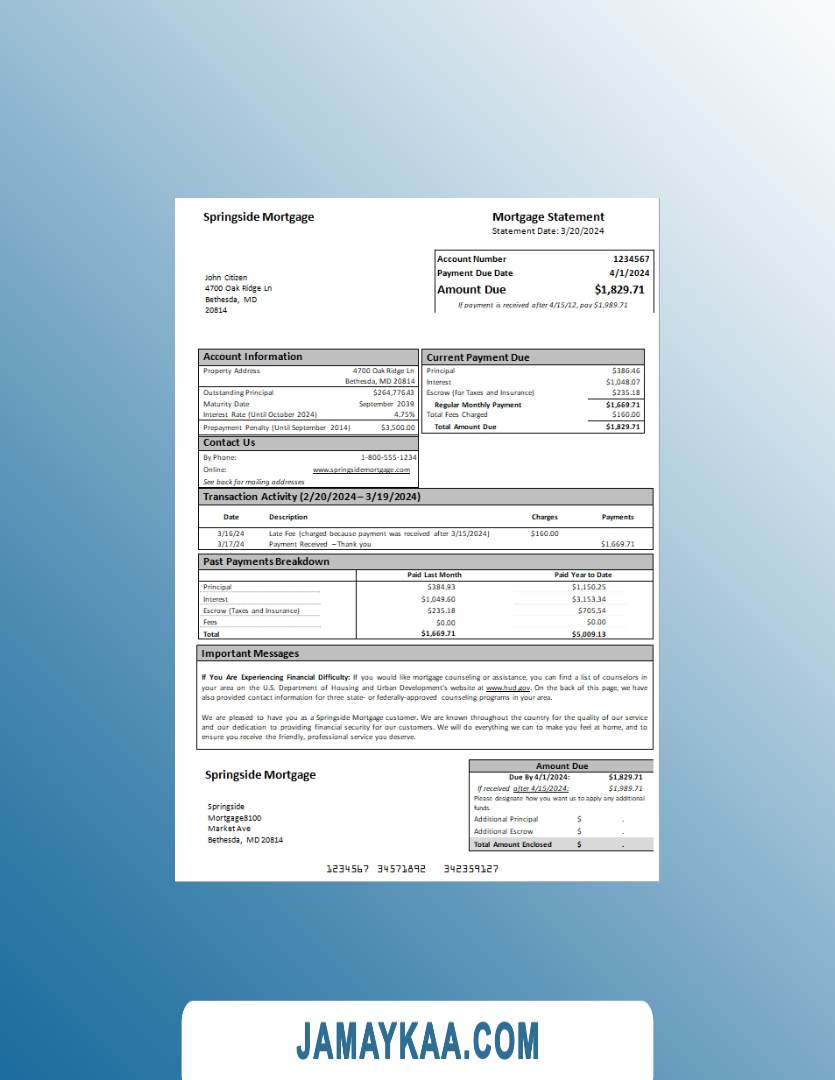 Springside Mortgage
Mortgage Statement
Statement Date: 3/20/2024
Account Number 1234567
Payment Due Date 4/1/2024
Amount Due $1,829.71
If payment is received after 4/15/12, pay $1,989.71
John Citizen
4700 Oak Ridge Ln
Bethesda, MD
20814
Account Information
Property Address 4700 Oak Ridge Ln
Bethesda, MD 20814
Outstanding Principal $264,776.43
Maturity Date September 2039
Interest Rate (Until October 2024) 4.75%
Prepayment Penalty (Until September 2014) $3,500.00
Contact Us
By Phone: 1-800-555-1234
Online: www.springsidemortgage.com
See back for mailing addresses
Current Payment Due
Principal $386.46
Interest $1,048.07
Escrow (for Taxes and Insurance) $235.18
Regular Monthly Payment $1,669.71
Total Fees Charged $160.00
Total Amount Due $1,829.71
Transaction Activity (2/20/2024– 3/19/2024)
Date Description Charges Payments
3/16/24 Late Fee (charged because payment was received after 3/15/2024) $160.00
3/17/24 Payment Received – Thank you $1,669.71
Past Payments Breakdown
Paid Last Month Paid Year to Date
Principal $384.93 $1,150.25
Interest $1,049.60 $3,153.34
Escrow (Taxes and Insurance) $235.18 $705.54
Fees $0.00 $0.00
Total $1,669.71 $5,009.13
Important Messages
If You Are Experiencing Financial Difficulty: If you would like mortgage counseling or assistance, you can find a list of counselors in
your area on the U.S. Department of Housing and Urban Development's website at www.hud.gov. On the back of this page, we have
also provided contact information for three state- or federally-approved counseling programs in your area.
We are pleased to have you as a Springside Mortgage customer. We are known throughout the country for the quality of our service
and our dedication to providing financial security for our customers. We will do everything we can to make you feel at home, and to
ensure you receive the friendly, professional service you deserve.
Springside Mortgage
Springside
Mortgage8100
Market Ave
Bethesda, MD 20814
Amount Due
Due By 4/1/2024: $1,829.71
If received after 4/15/2024: $1,989.71
Please designate how you want us to apply any additional
funds.
Additional Principal $ .
Additional Escrow $ .
Total Amount Enclosed $ .
1234567 34571892 342359127
JAMAYKAA.COM